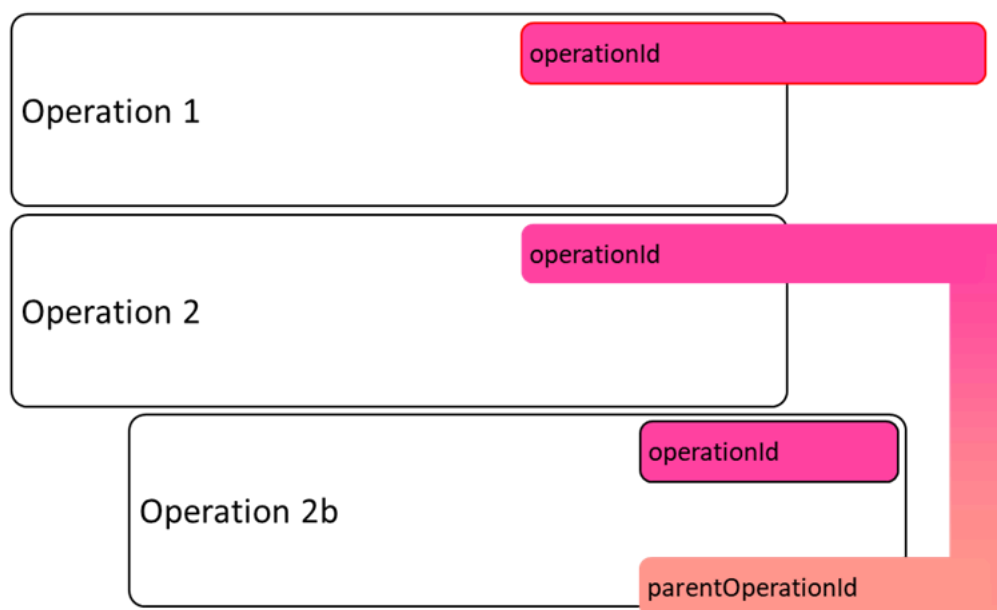 operationId
Operation 1
operationId
Operation 2
operationId
Operation 2b
parentOperationId